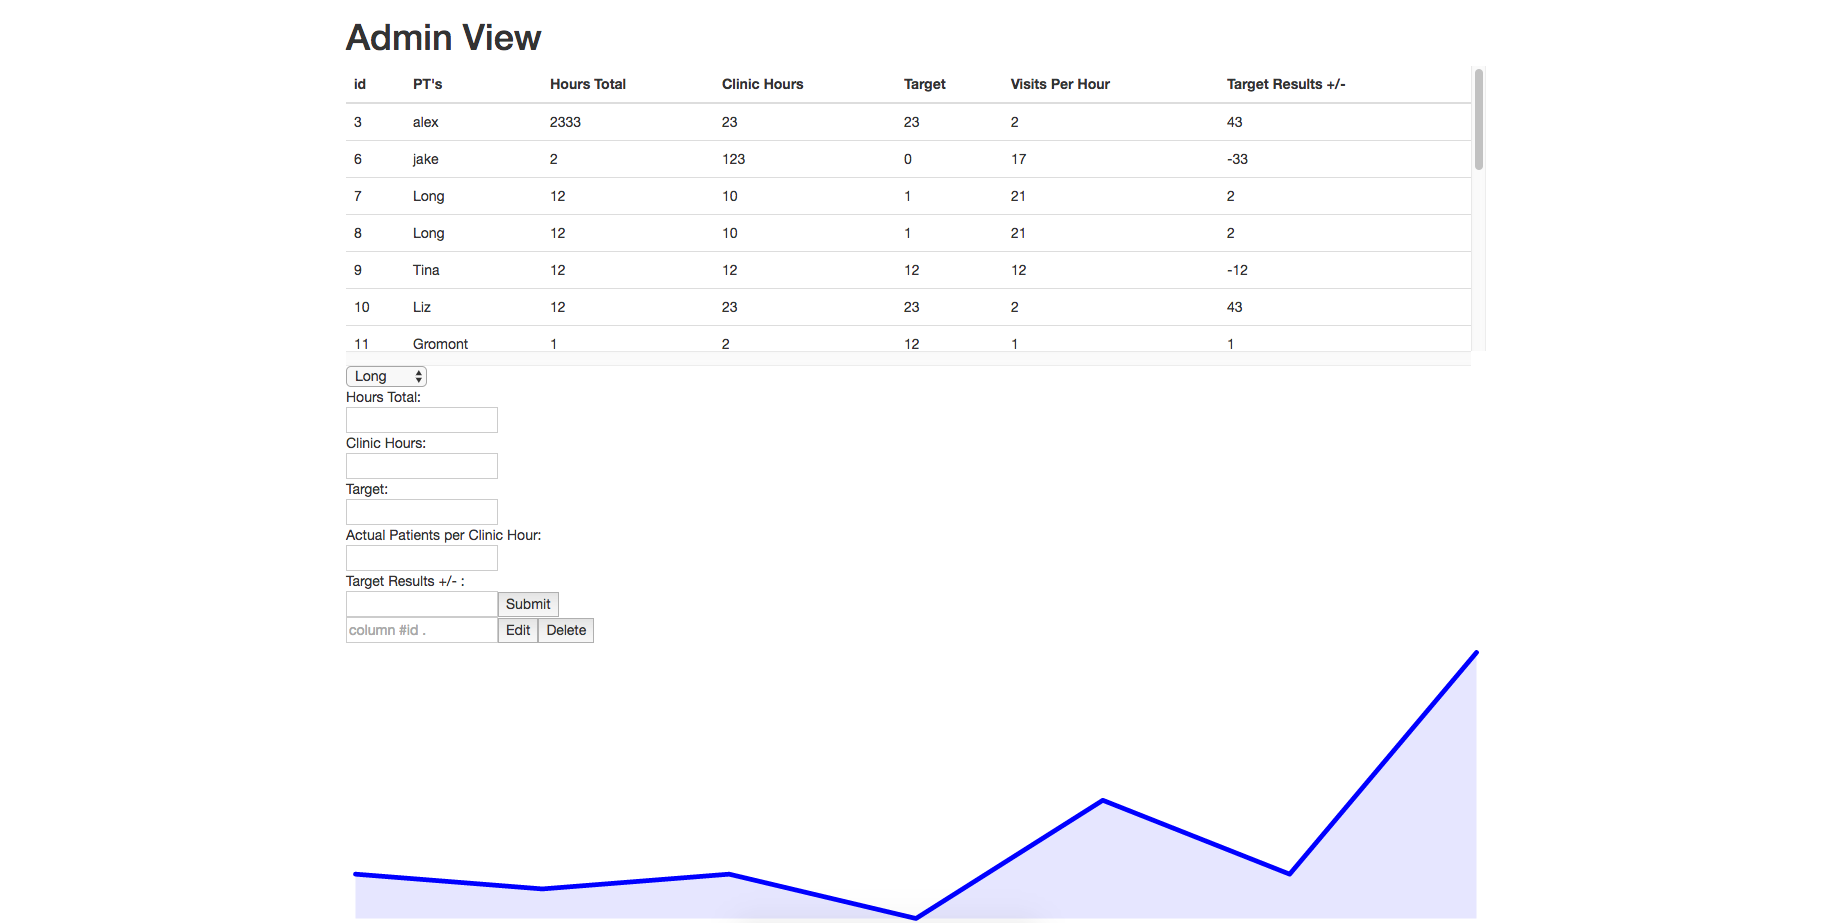 Admin View
id PT's Hours Total Clinic Hours Target Visits Per Hour Target Results +/-
3 alex 2333 23 23 2 43
6 jake 2 123 0 17 -33
7 Long 12 10 1 21 2
8 Long 12 10 1 21 2
9 Tina 12 12 12 12 -12
10 Liz 12 23 23 2 43
11 Gromont 1 2 12 1 1
Long
Hours Total:
Clinic Hours:
Target:
Actual Patients per Clinic Hour:
Target Results +/- :
Submit
column #id . Edit Delete